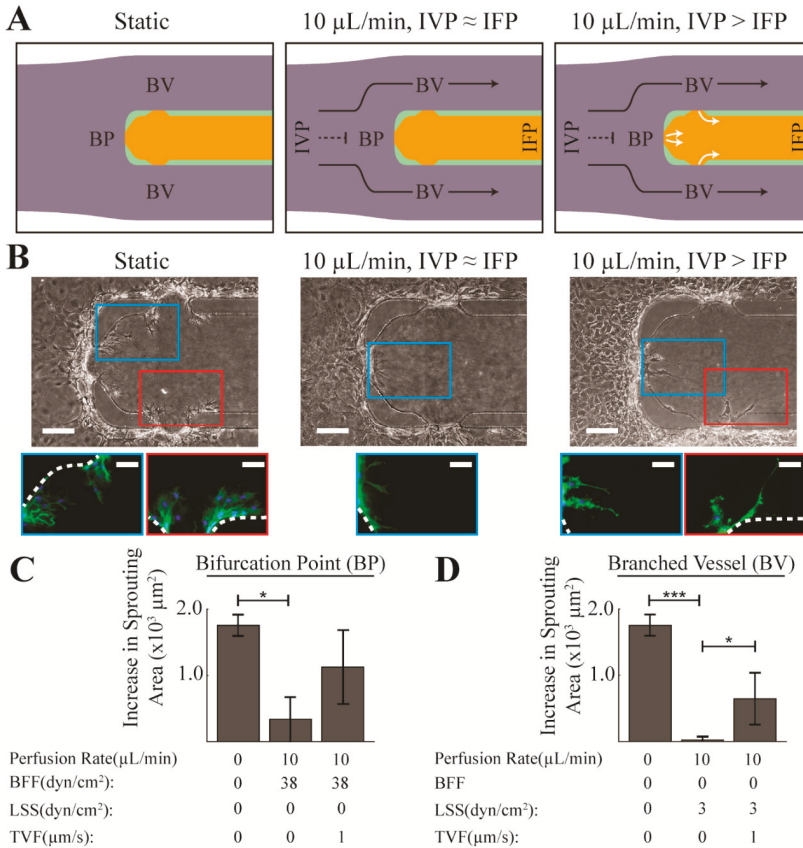 A
Static
10 µL/min, IVP ≈ IFP
10 µL/min, IVP > IFP
BV
BP
BV
BV
IVP
BP
IFP
BV
BV
IVP
BP
IFP
BV
B
Static
10 µL/min, IVP ≈ IFP
10 µL/min, IVP > IFP
C
Bifurcation Point (BP)
Increase in Sprouting
Area (x10³ µm²)
2.0
1.0
*
Perfusion Rate(µL/min) 0 10 10
BFF(dyn/cm²): 0 38 38
LSS(dyn/cm²): 0 0 0
TVF(µm/s): 0 0 1
D
Branched Vessel (BV)
Increase in Sprouting
Area (x10³ µm²)
2.0
1.0
***
*
Perfusion Rate(µL/min) 0 10 10
BFF 0 0 0
LSS(dyn/cm²): 0 3 3
TVF(µm/s): 0 0 1